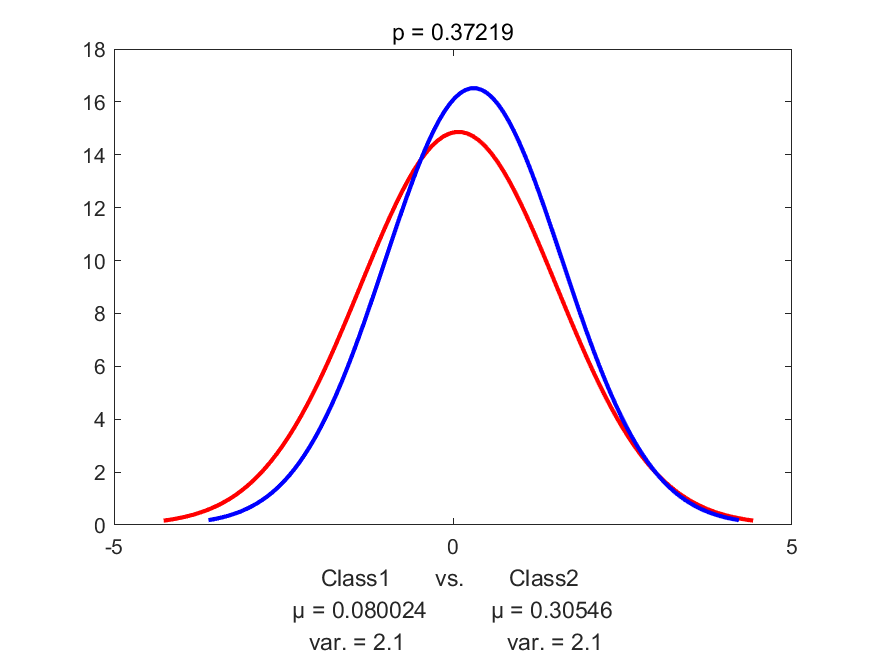 p = 0.37219
18
16
14
12
10
8
6
4
2
0
-5 0 5
Class1 vs. Class2
μ = 0.080024 μ = 0.30546
var. = 2.1 var. = 2.1